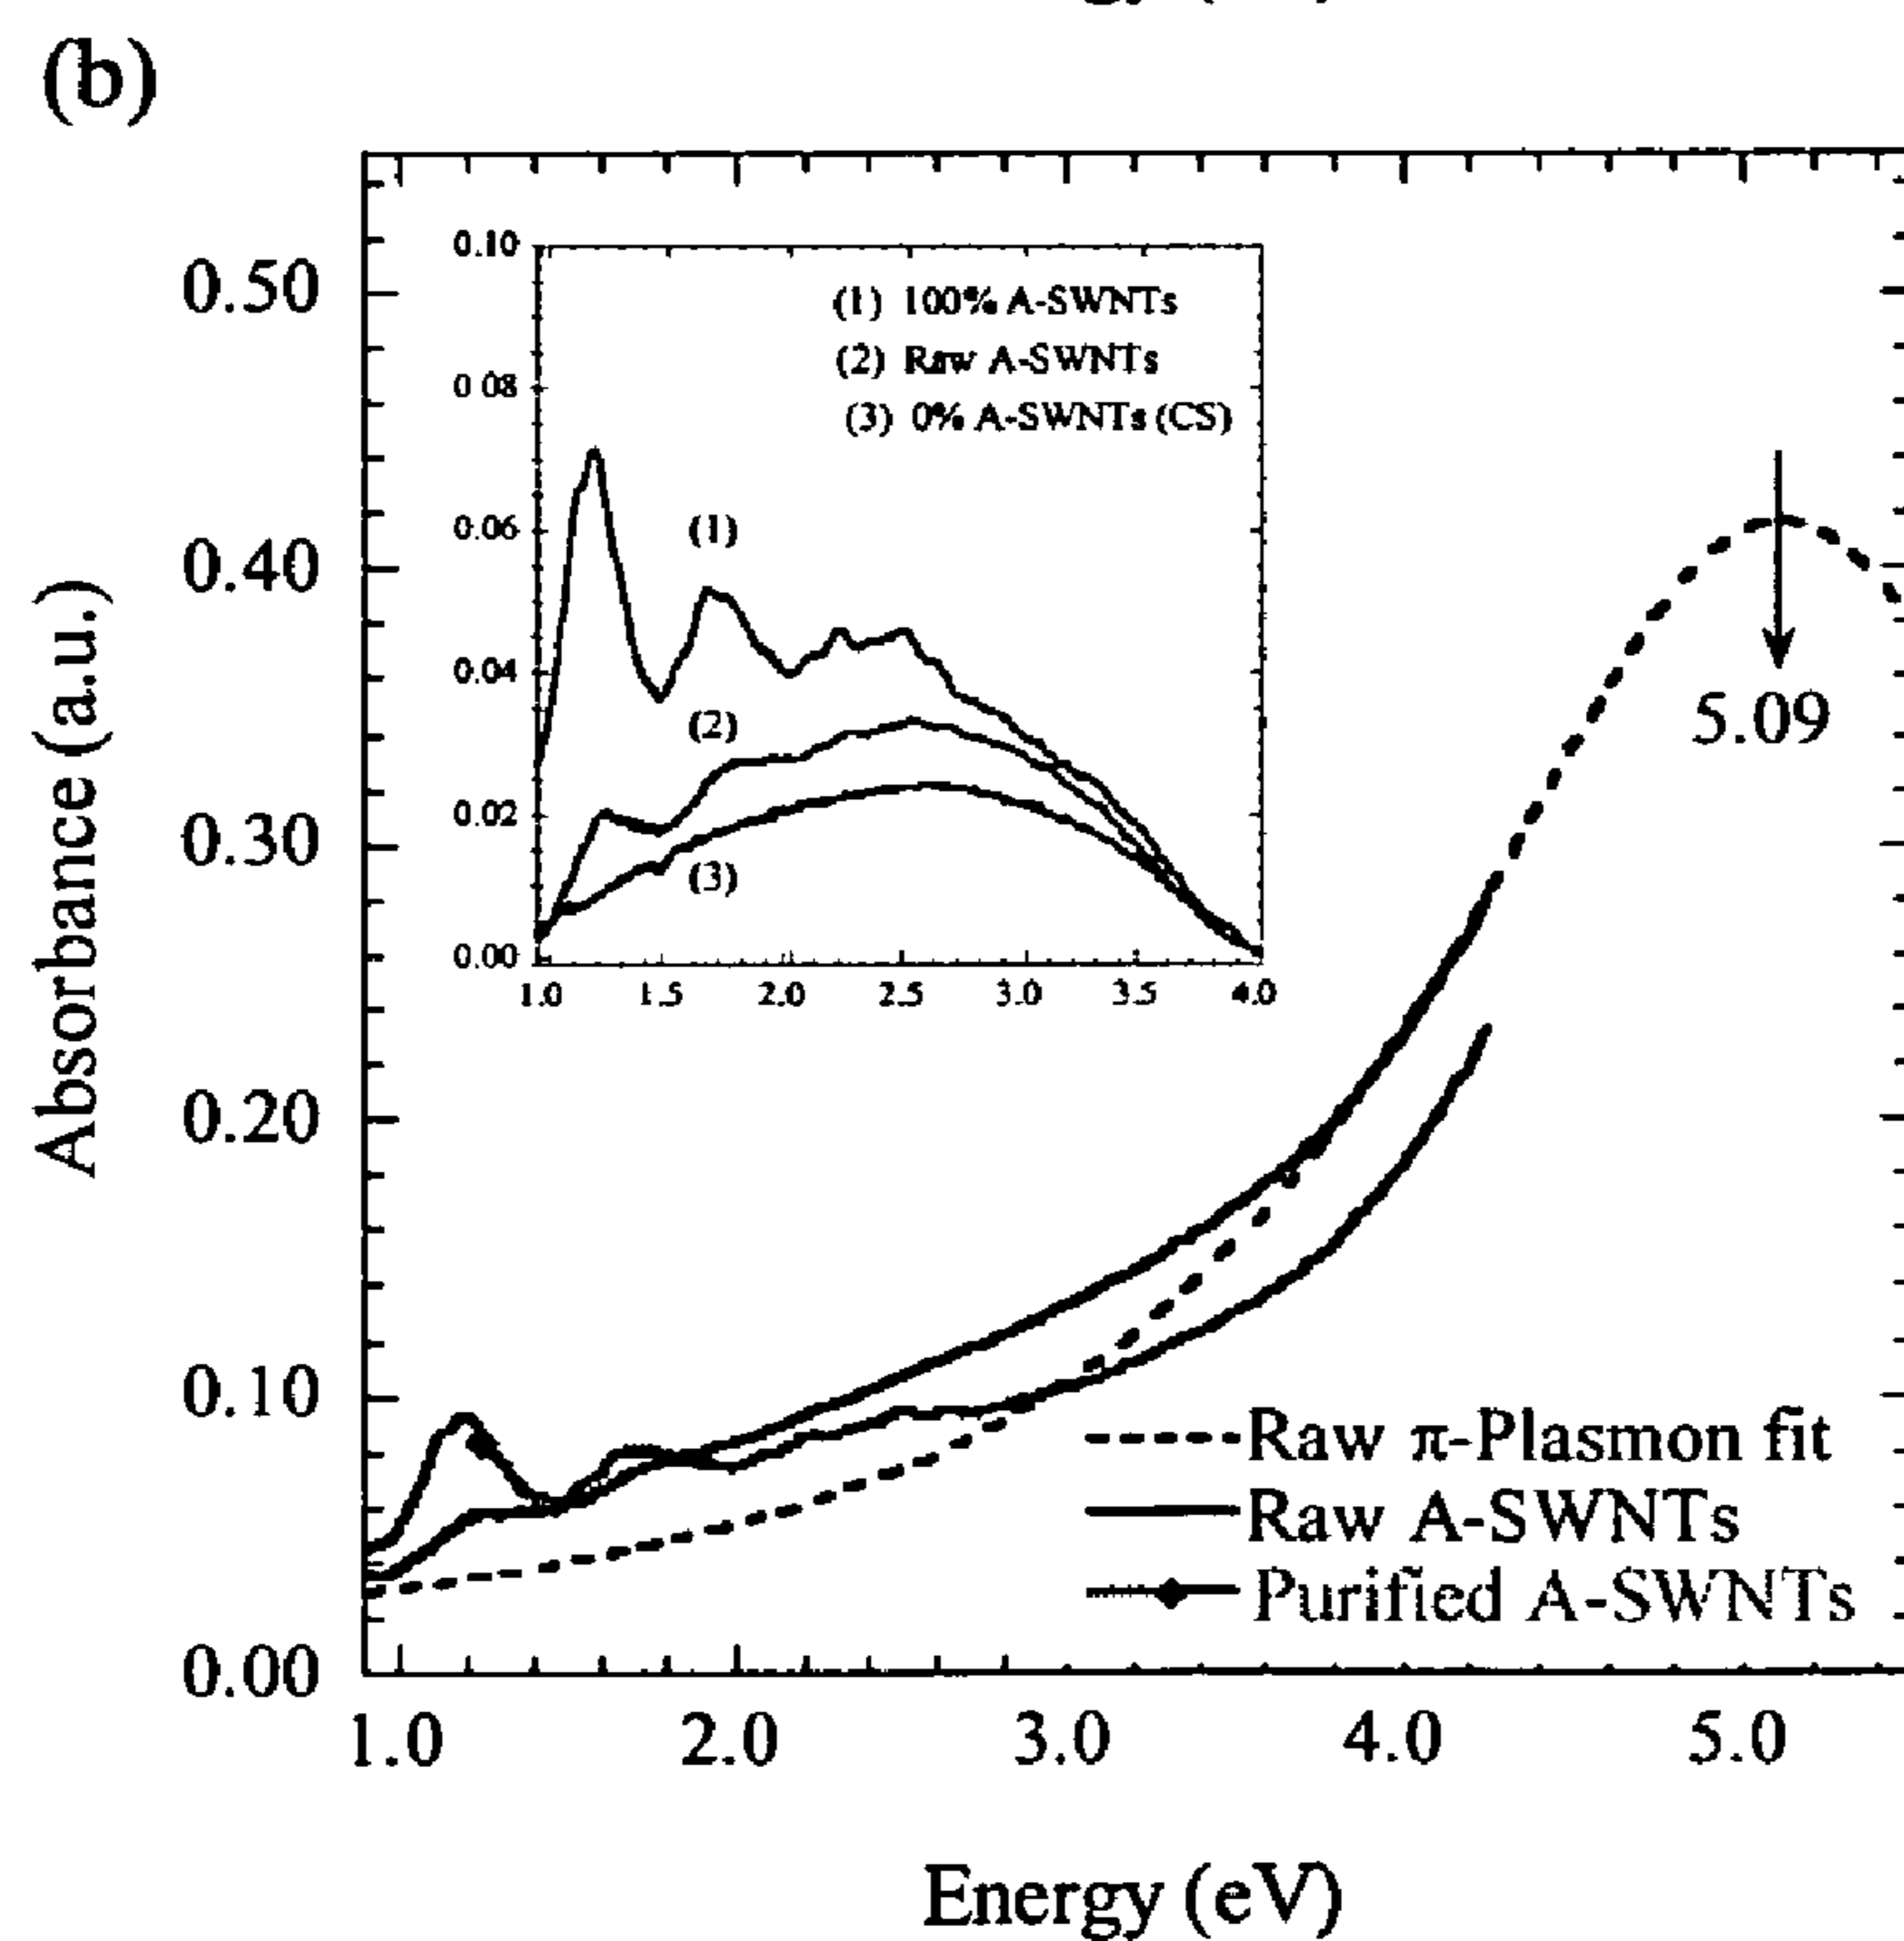 (b)
0.50
0.40
0.30
0.20
0.10
0.00
Absorbance (a.u.)
0.10
0.08
0.06
0.04
0.02
0.00
(1) 100% A-SWNTs
(2) Raw A-SWNTs
(3) 0% A-SWNTs (CS)
(1)
(2)
(3)
1.0 1.5 2.0 2.5 3.0 3.5 4.0
5.09
Raw π-Plasmon fit
Raw A-SWNTs
Purified A-SWNTs
1.0 2.0 3.0 4.0 5.0
Energy (eV)